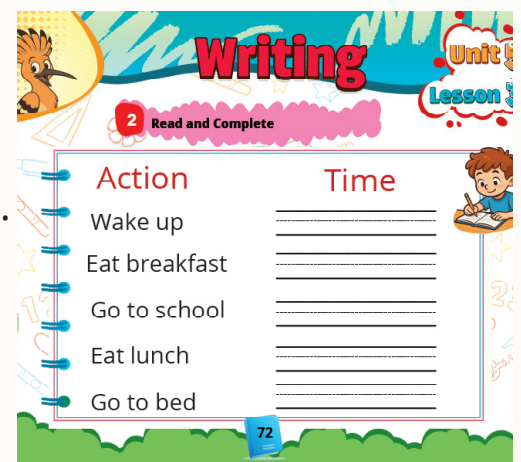 Writing
Unit
Lesson
2 Read and Complete
Action Time
Wake up
Eat breakfast
Go to school
Eat lunch
Go to bed
72